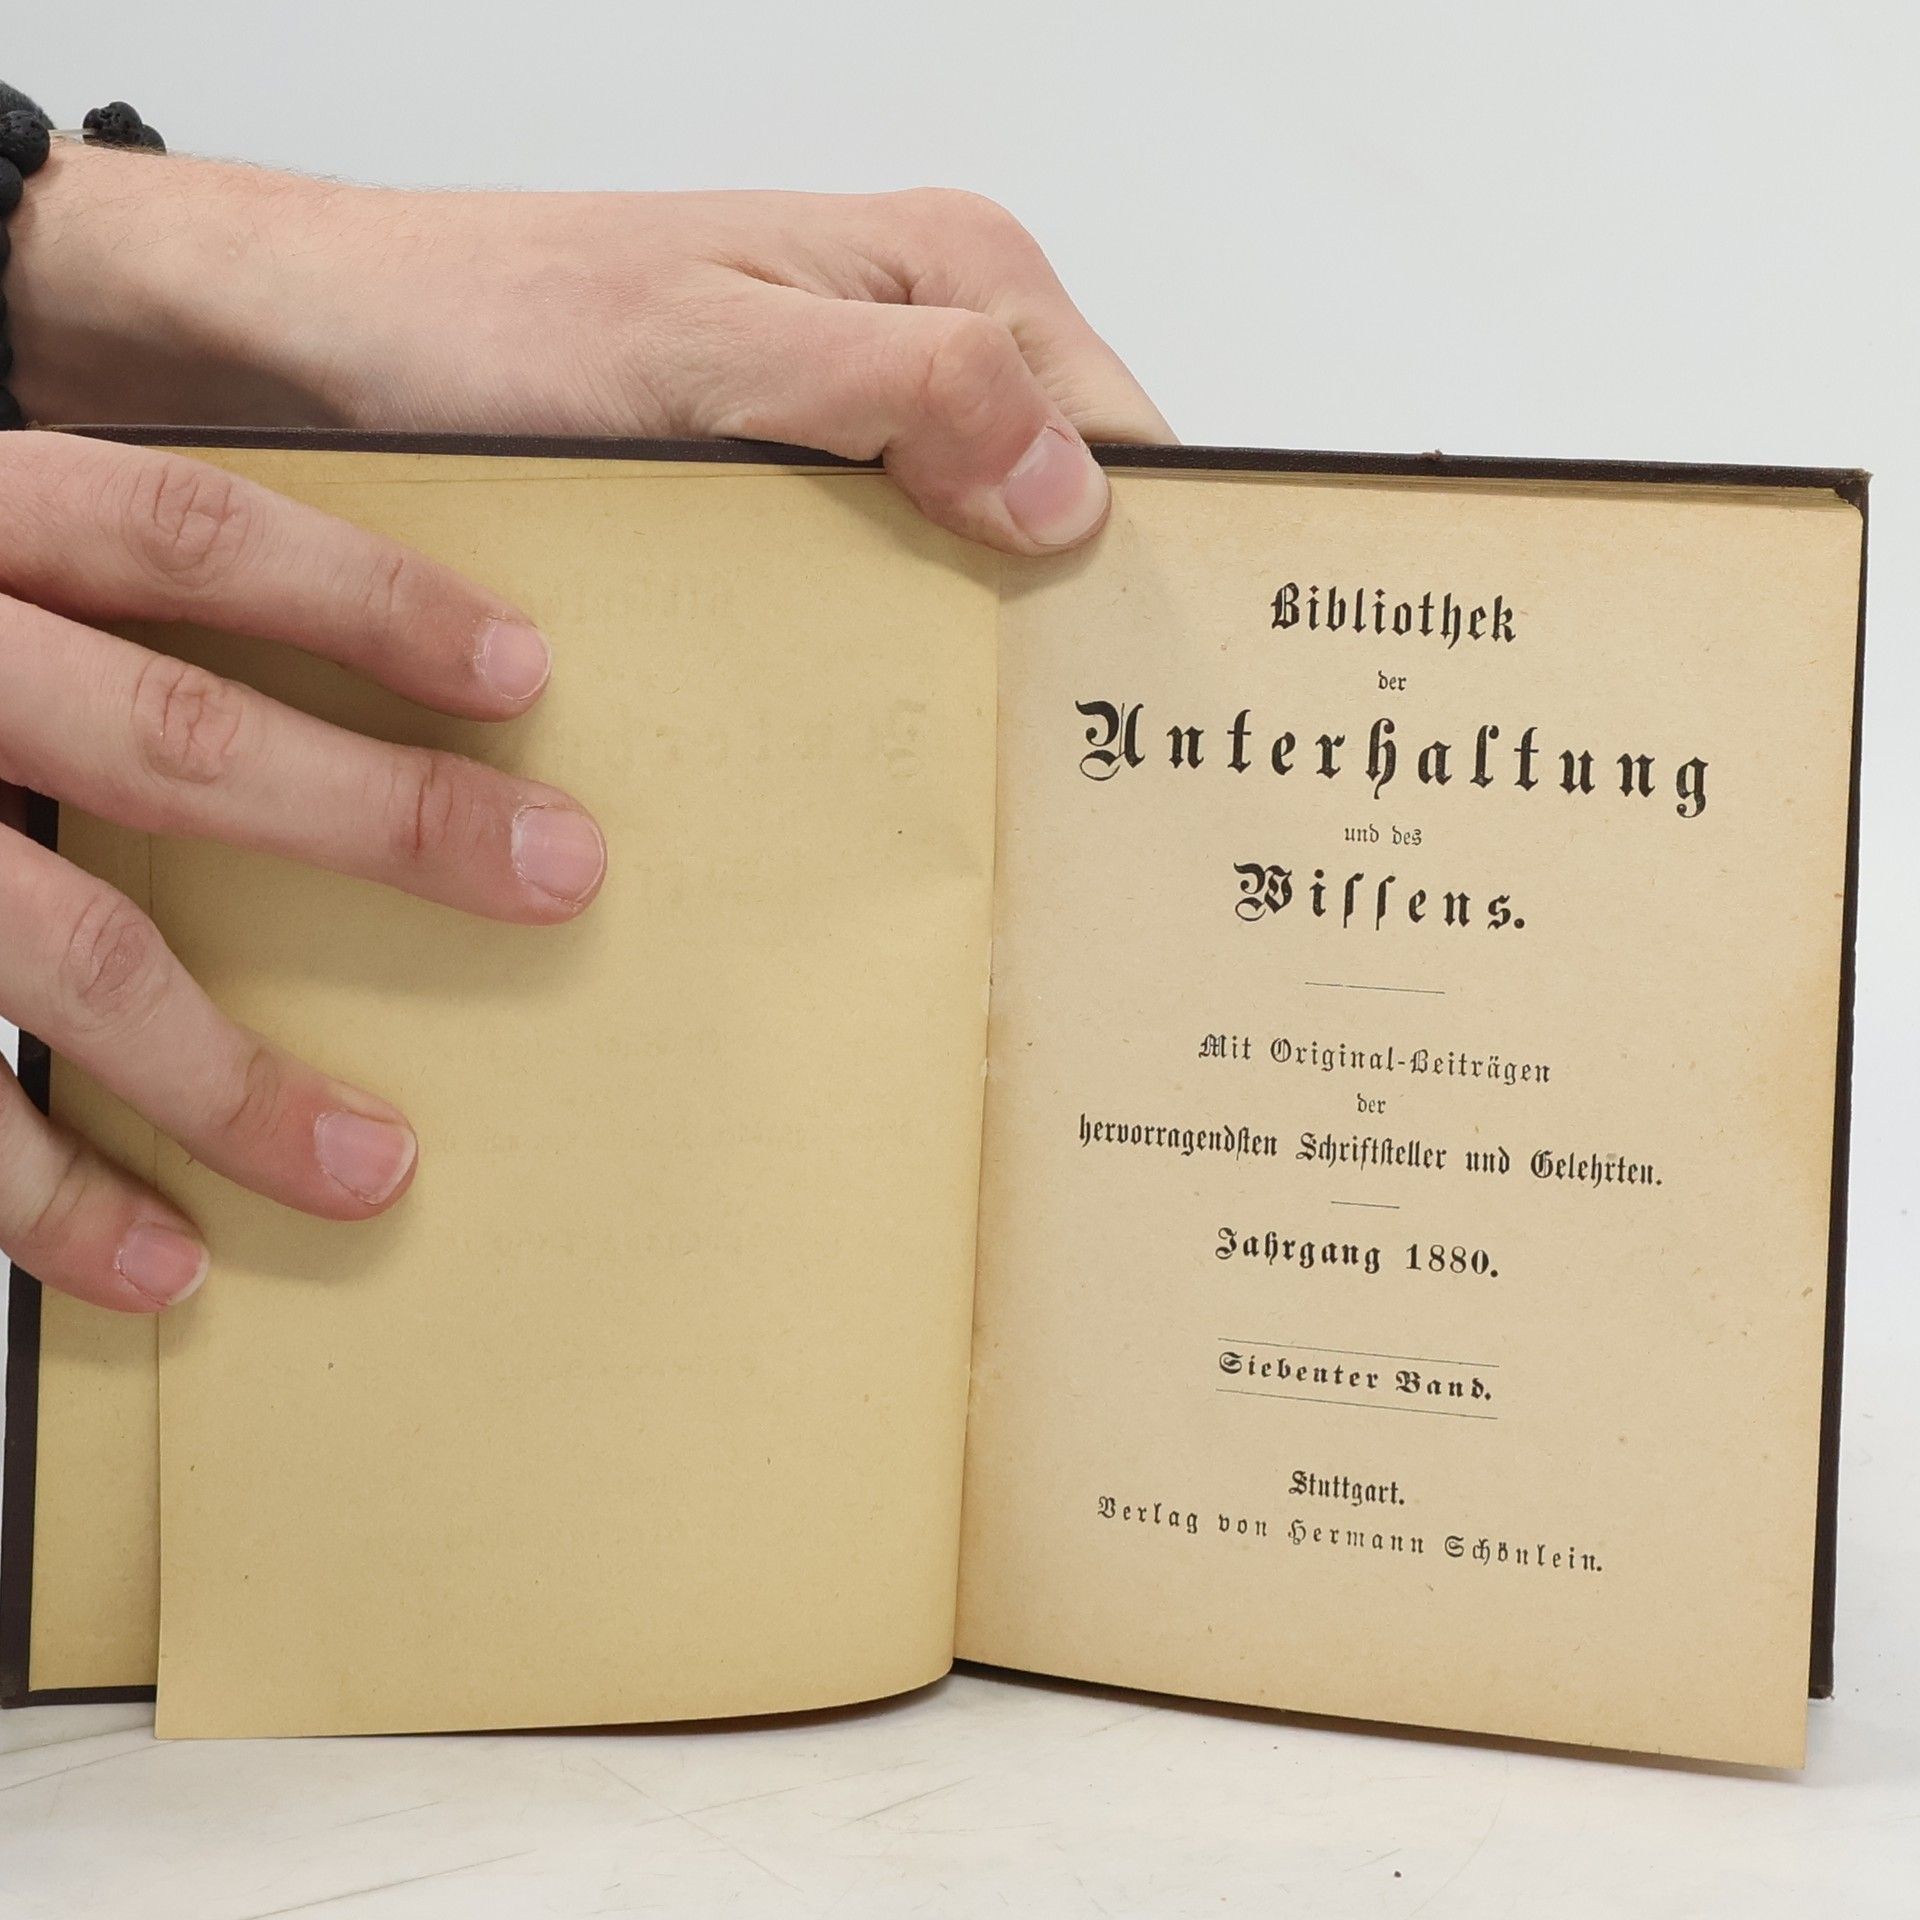 Bibliothek
der
Unterhaltung
und des
Wiſſens.
Mit Original-Beiträgen
der
hervorragendſten Schriftſteller und Gelehrten.
Jahrgang 1880.
Siebenter Band.
Stuttgart.
Verlag von Hermann Schönlein.